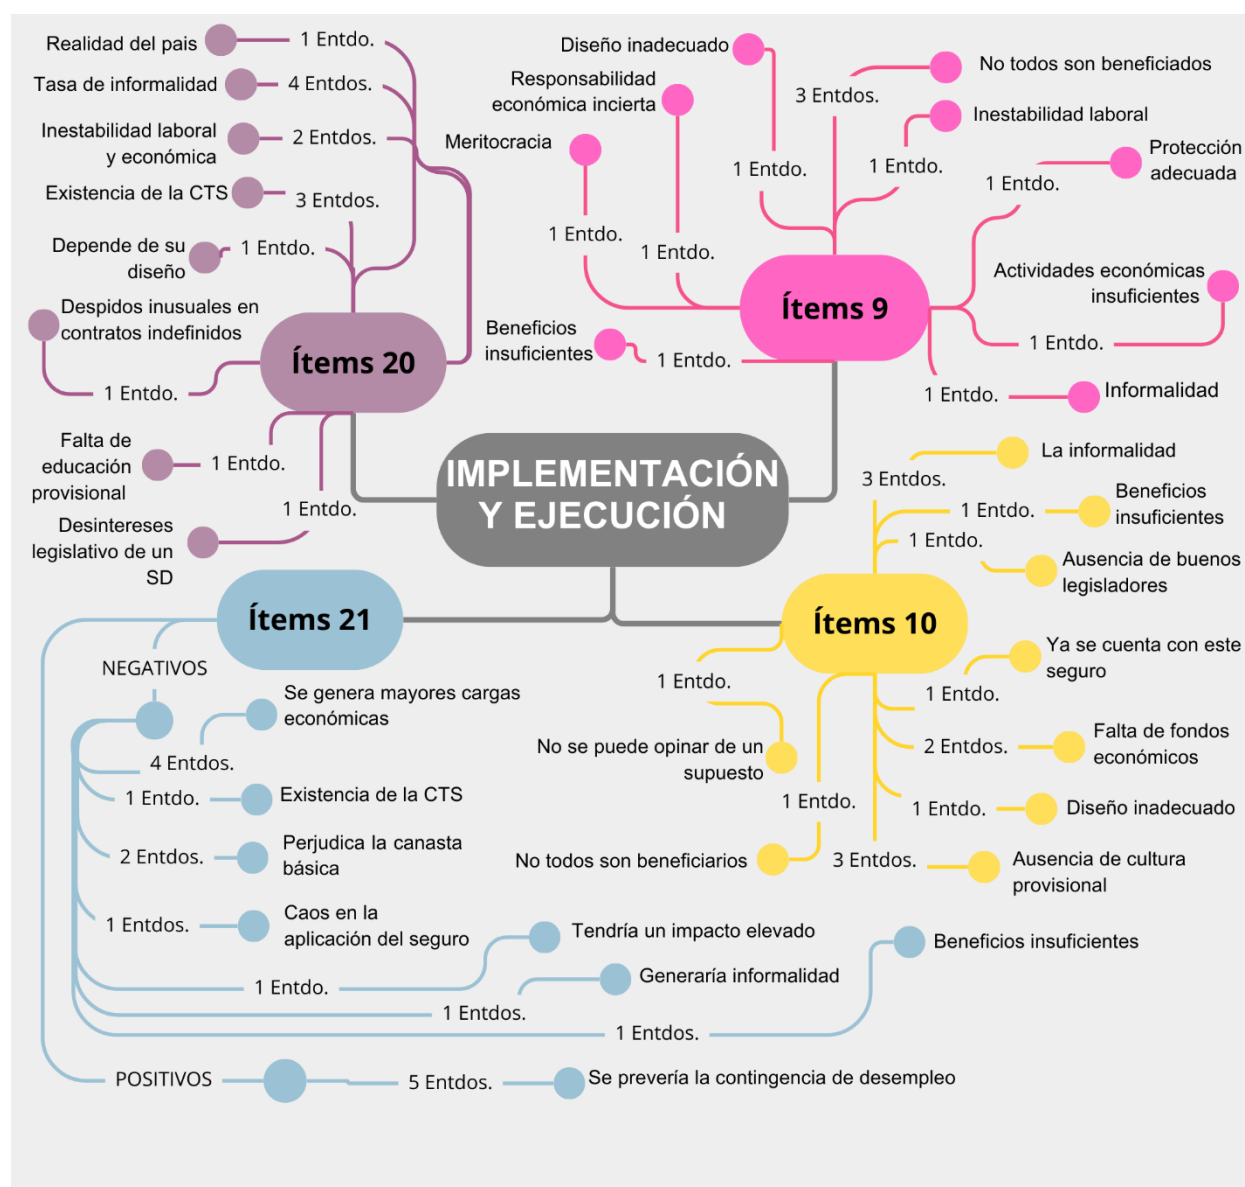 Realidad del pais
1 Entdo.
Tasa de informalidad
4 Entdos.
Inestabilidad laboral
y económica
2 Entdos.
Existencia de la CTS
3 Entdos.
Depende de su
diseño
1 Entdo.
Despidos inusuales en
contratos indefinidos
1 Entdo.
Ítems 20
Falta de
educación
provisional
1 Entdo.
Desintereses
legislativo de un
SD
1 Entdo.
Diseño inadecuado
1 Entdo.
Responsabilidad
económica incierta
1 Entdo.
Meritocracia
1 Entdo.
No todos son beneficiados
3 Entdos.
Inestabilidad laboral
1 Entdo.
Protección
adecuada
1 Entdo.
Actividades económicas
insuficientes
1 Entdo.
Beneficios
insuficientes
1 Entdo.
Ítems 9
Informalidad
1 Entdo.
IMPLEMENTACIÓN
Y EJECUCIÓN
La informalidad
3 Entdos.
Beneficios
insuficientes
1 Entdo.
Ausencia de buenos
legisladores
1 Entdo.
Ítems 10
Ya se cuenta con este
seguro
1 Entdo.
Falta de fondos
económicos
2 Entdos.
Diseño inadecuado
1 Entdo.
Ausencia de cultura
provisional
3 Entdos.
1 Entdo.
No se puede opinar de un
supuesto
1 Entdo.
No todos son beneficiarios
Ítems 21
NEGATIVOS
Se genera mayores cargas
económicas
4 Entdos.
1 Entdo.
Existencia de la CTS
2 Entdos.
Perjudica la canasta
básica
1 Entdos.
Caos en la
aplicación del seguro
1 Entdo.
Tendría un impacto elevado
1 Entdos.
Generaría informalidad
1 Entdos.
Beneficios insuficientes
POSITIVOS
5 Entdos.
Se prevería la contingencia de desempleo